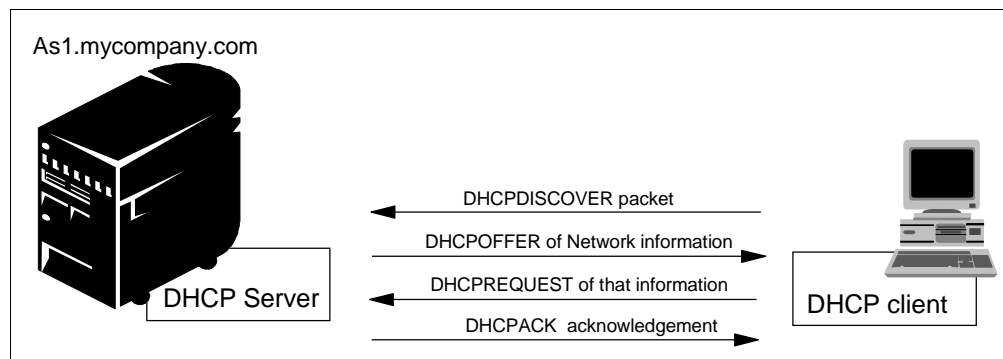 As1.mycompany.com
DHCPDISCOVER packet
DHCPOFFER of Network information
DHCPREQUEST of that information
DHCPACK acknowledgement
DHCP Server
DHCP client